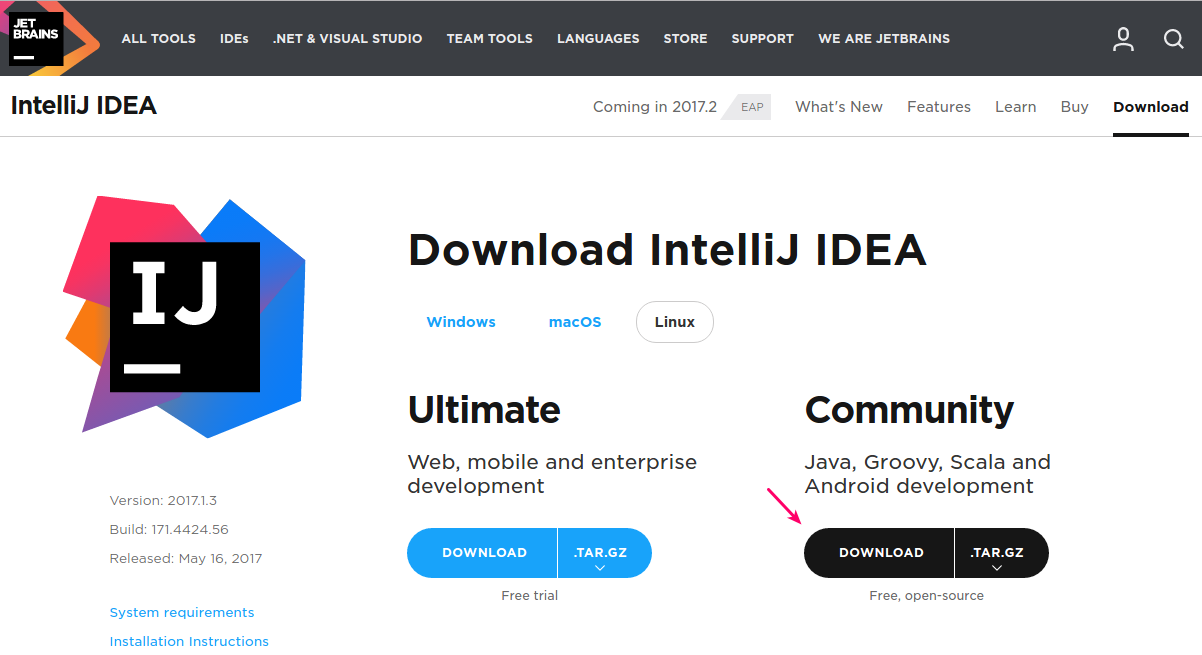 JET
BRAINS
ALL TOOLS IDEs .NET & VISUAL STUDIO TEAM TOOLS LANGUAGES STORE SUPPORT WE ARE JETBRAINS
IntelliJ IDEA
Coming in 2017.2 EAP What's New Features Learn Buy Download
IJ
Download IntelliJ IDEA
Windows macOS Linux
Ultimate
Web, mobile and enterprise
development
DOWNLOAD .TAR.GZ
Free trial
Community
Java, Groovy, Scala and
Android development
DOWNLOAD .TAR.GZ
Free, open-source
Version: 2017.1.3
Build: 171.4424.56
Released: May 16, 2017
System requirements
Installation Instructions